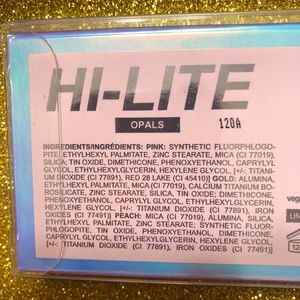 HI-LITE
OPALS
120A
INGREDIENTS/INGRÉDIENTS: PINK: SYNTHETIC FLUORPHLOGO-
PITE, ETHYLHEXYL PALMITATE, ZINC STEARATE, MICA (CI 77019),
SILICA, TIN OXIDE, DIMETHICONE, PHENOXYETHANOL, CAPRYLYL
GLYCOL, ETHYLHEXYLGLYCERIN, HEXYLENE GLYCOL, [+/-: TITANI-
UM DIOXIDE (CI 77891), RED 28 LAKE (CI 45410)] GOLD: ALUMINA,
ETHYLHEXYL PALMITATE, MICA (CI 77019), CALCIUM TITANIUM BO-
ROSILICATE, ZINC STEARATE, SILICA, TIN OXIDE, DIMETHICONE,
PHENOXYETHANOL, CAPRYLYL GLYCOL, ETHYLHEXYLGLYCERIN,
HEXYLENE GLYCOL, [+/-: TITANIUM DIOXIDE (CI 77891), IRON
OXIDES (CI 77491)] PEACH: MICA (CI 77019), ALUMINA, SILICA,
ETHYLHEXYL PALMITATE, ZINC STEARATE; SYNTHETIC FLUOR-
PHLOGOPITE, TIN OXIDE, PHENOXYETHANOL, DIMETHICONE,
CAPRYLYL GLYCOL, ETHYLHEXYLGLYCERIN, HEXYLENE GLYCOL,
[+/-: TITANIUM DIOXIDE (CI 77891), IRON OXIDES (CI 77491)]